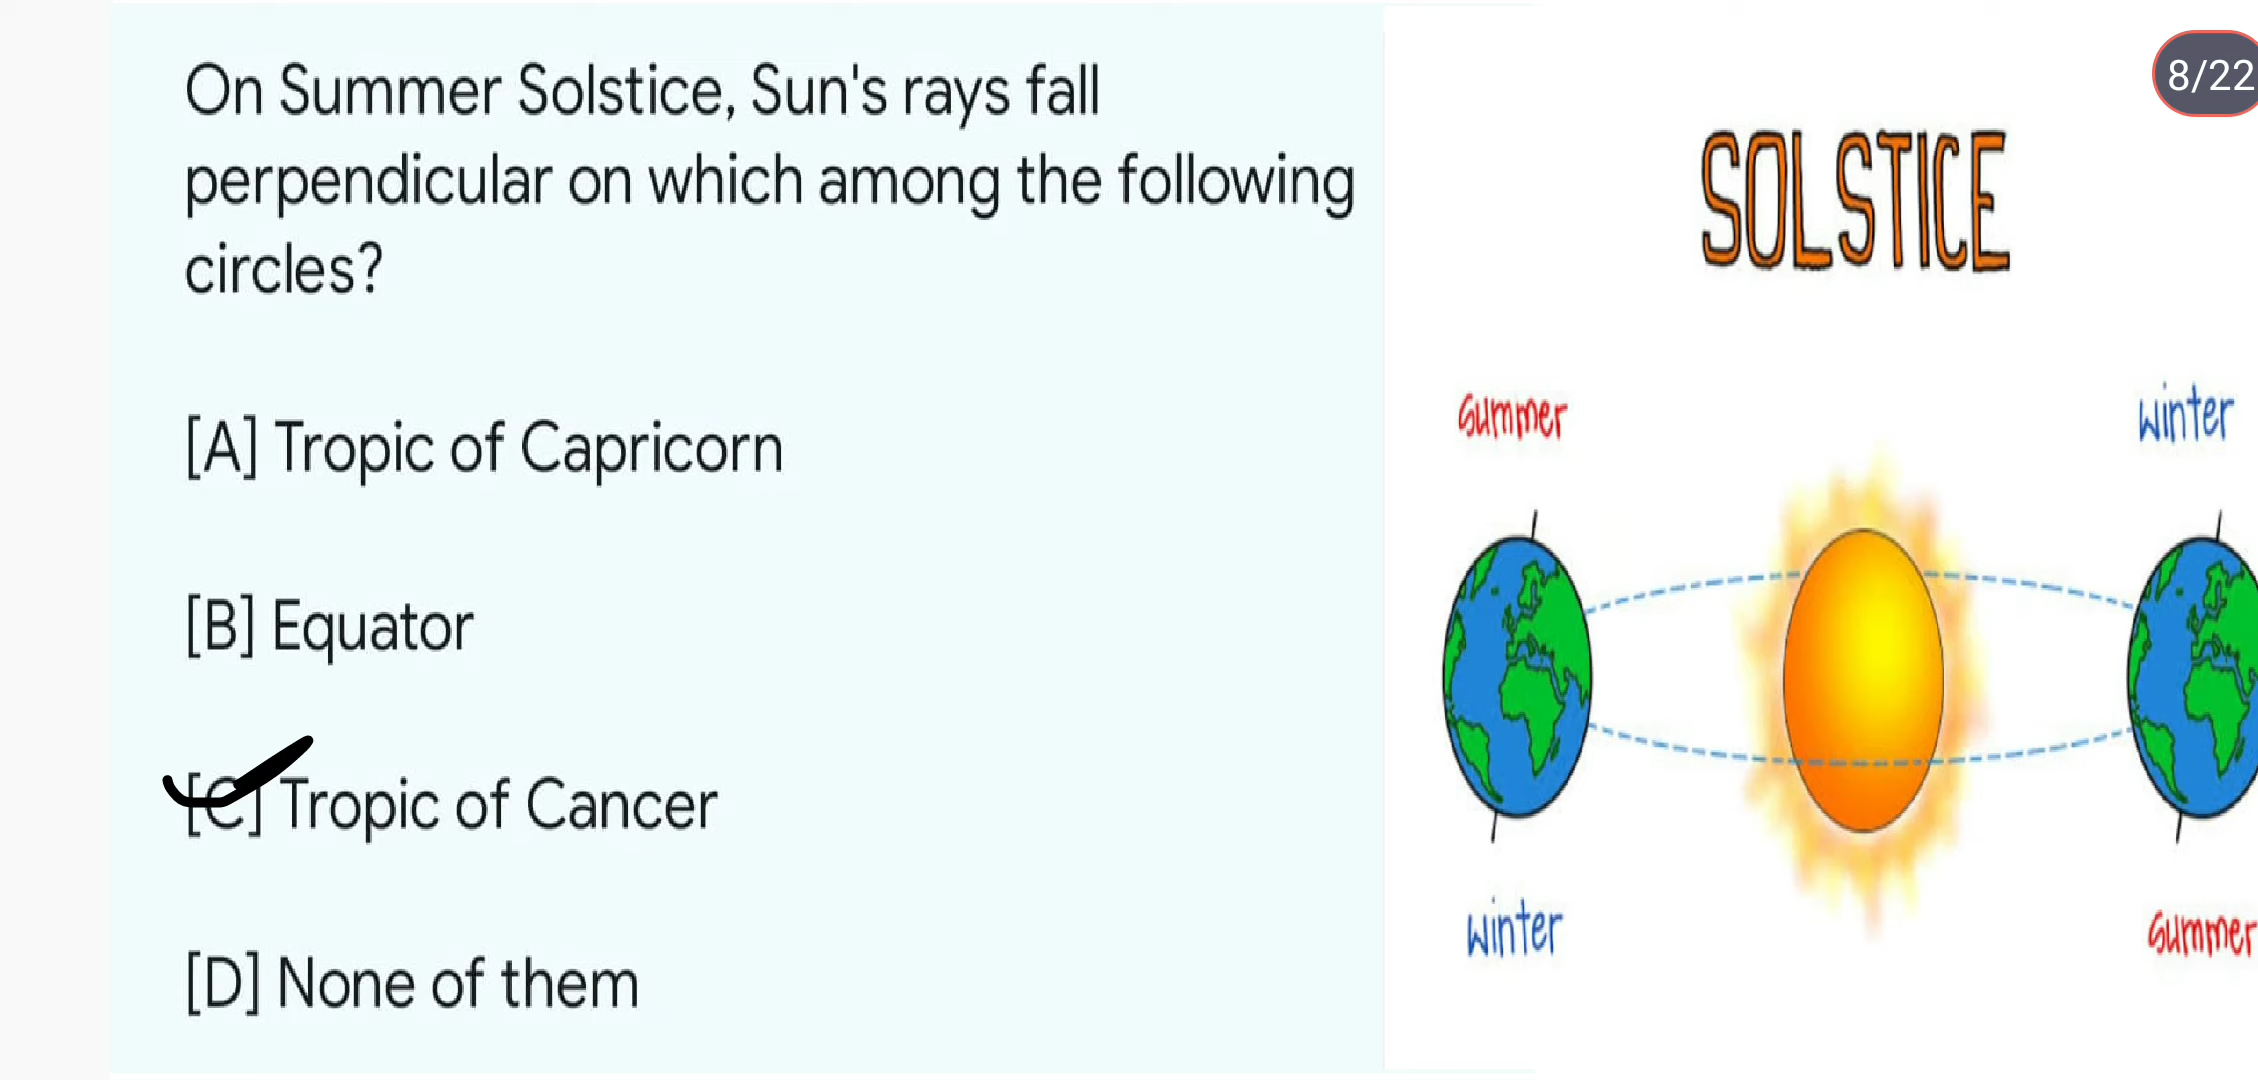 On Summer Solstice, Sun's rays fall
perpendicular on which among the following
circles?
[A] Tropic of Capricorn
[B] Equator
[C] Tropic of Cancer
[D] None of them
8/22
SOLSTICE
summer
winter
winter
summer